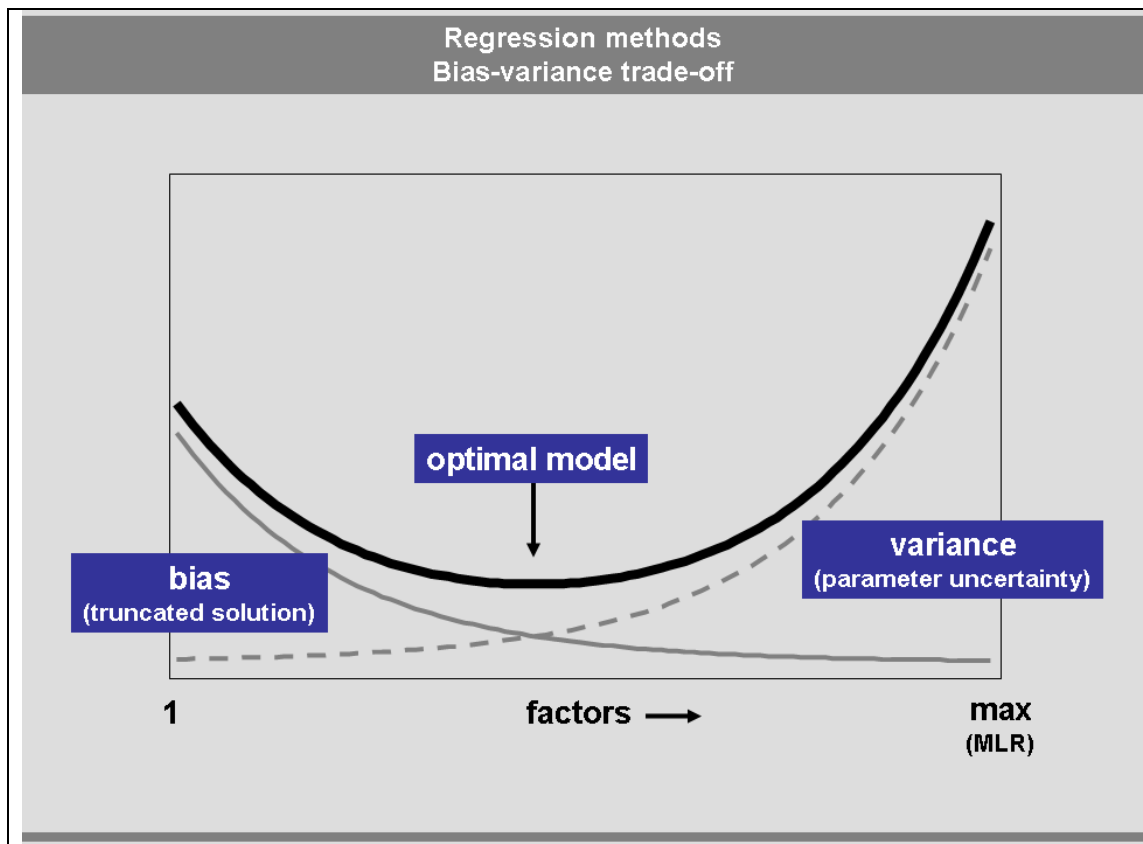 Regression methods
Bias-variance trade-off
optimal model
bias
(truncated solution)
variance
(parameter uncertainty)
1
factors
max
(MLR)